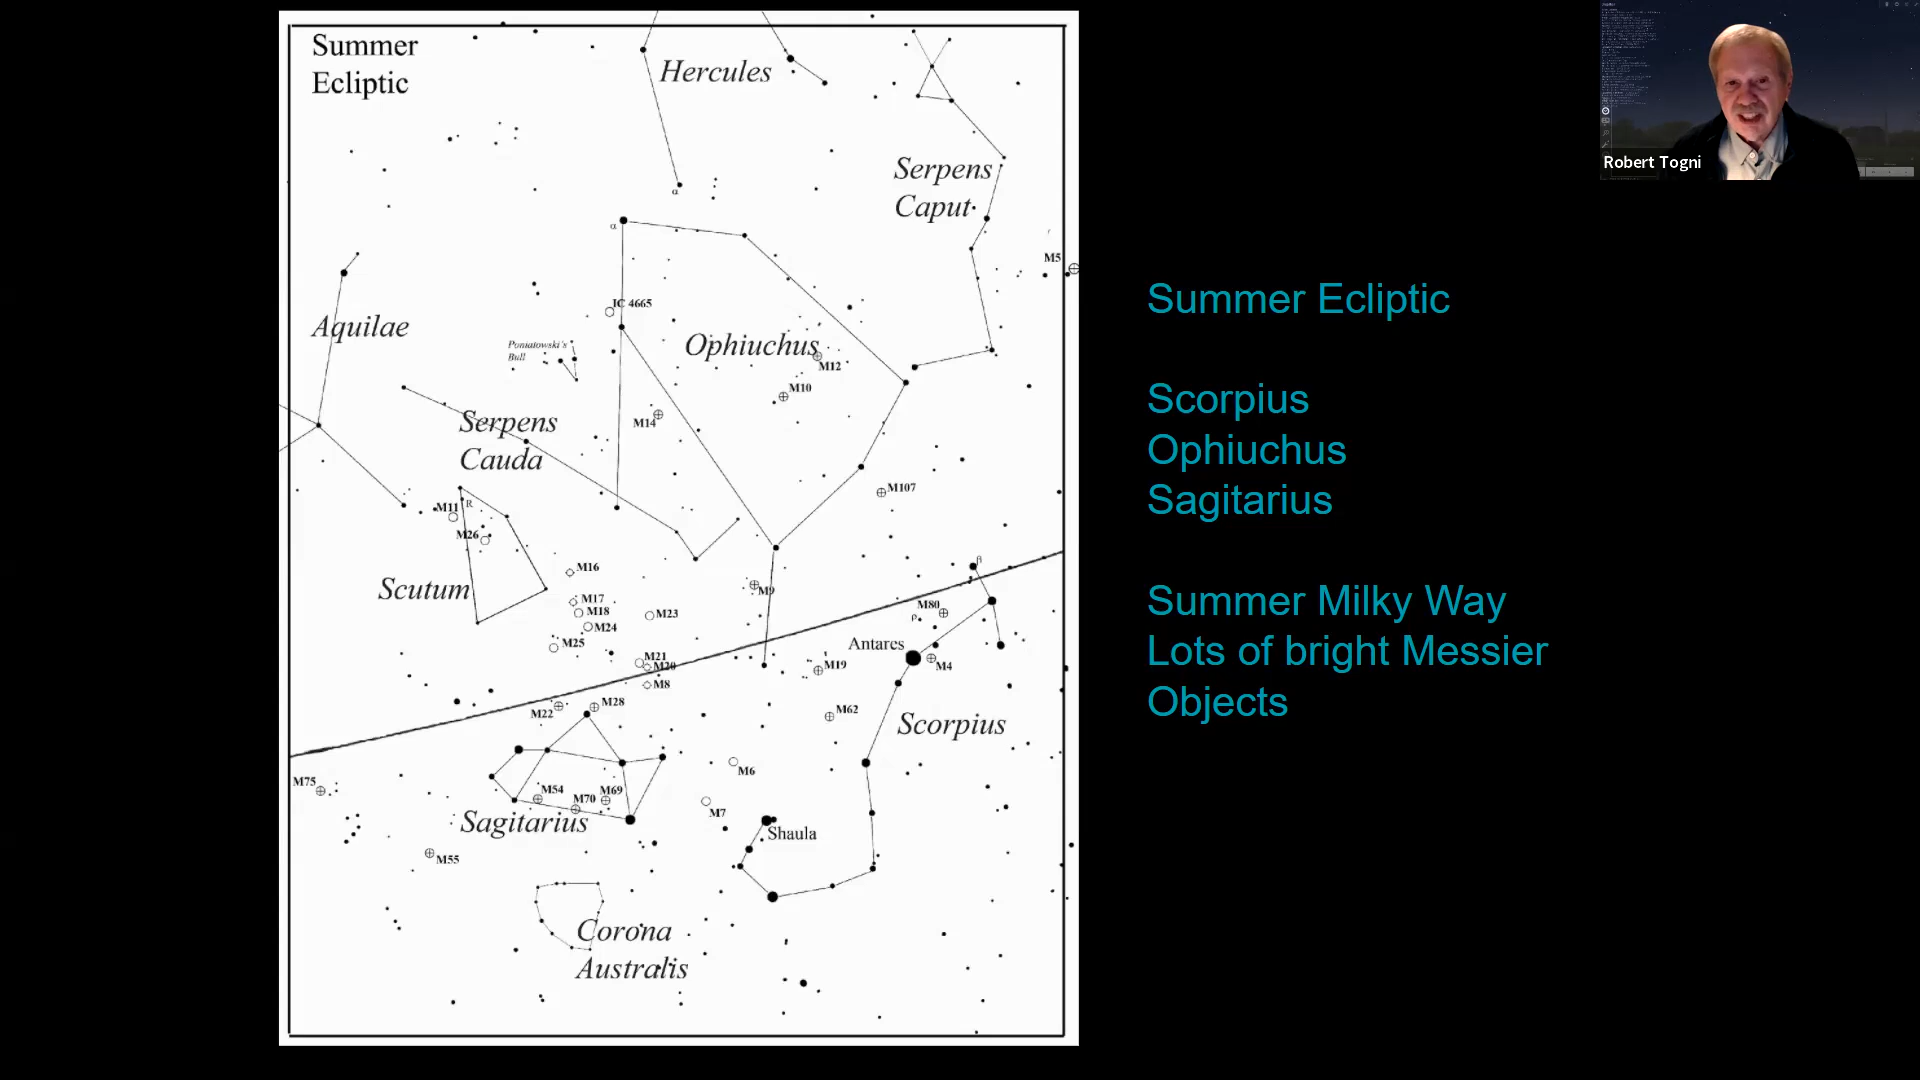 Summer
Ecliptic
Hercules
α
Serpens
Caput
α
M5
IC 4665
Aquilae
Poniatowski's
Bull
Ophiuchus
M12
M10
M14
Serpens
Cauda
M107
M11
R
M26
Scutum
M16
M17
M18
M24
M25
M23
M9
β
M80
ρ
Antares
M4
M21
M20
M8
M19
M22
M28
M62
Scorpius
M75
M6
M54
M70
M69
M7
Sagitarius
Shaula
M55
Corona
Australis
Robert Togni
Summer Ecliptic
Scorpius
Ophiuchus
Sagitarius
Summer Milky Way
Lots of bright Messier
Objects